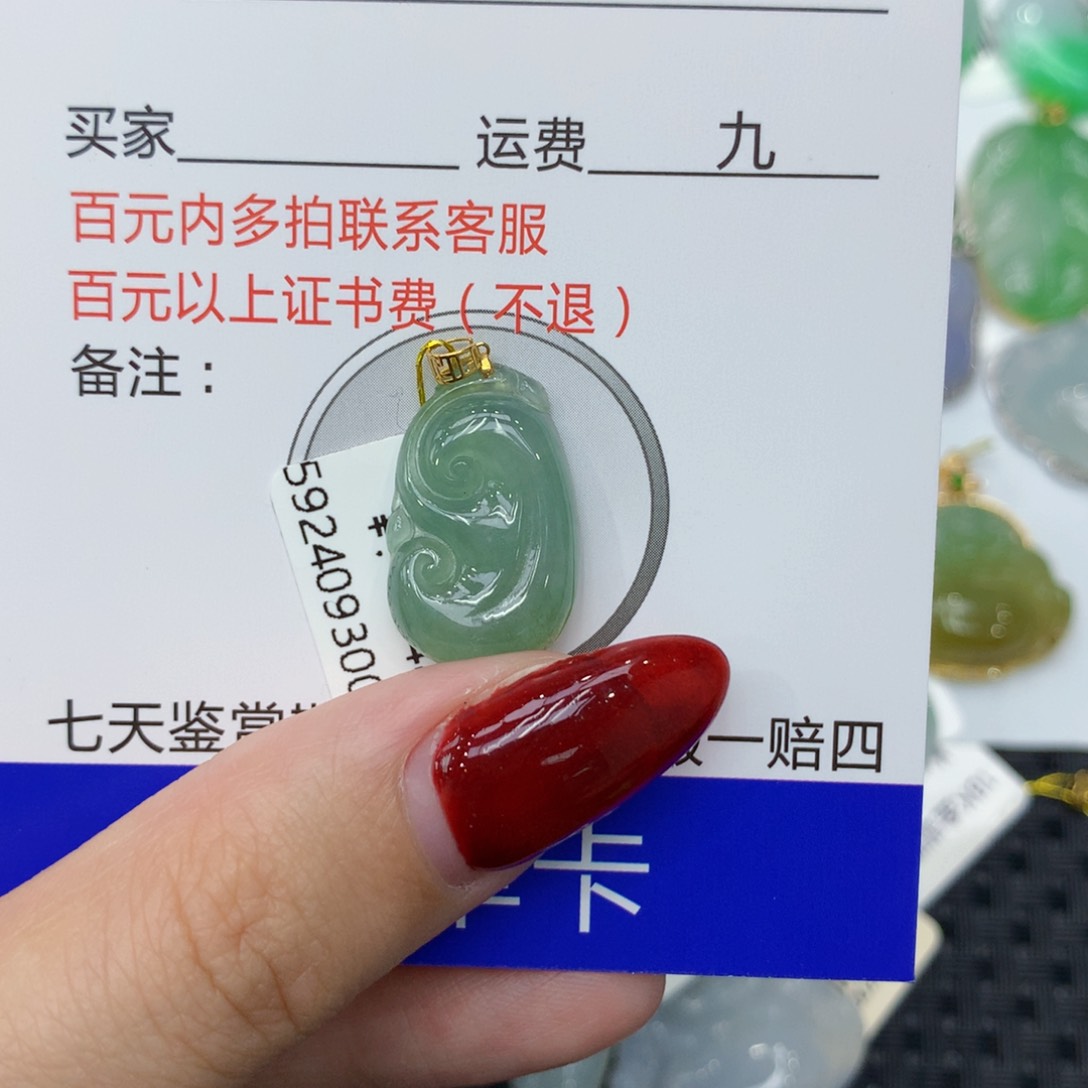 买家 运费 九
百元内多拍联系客服
百元以上证书费(不退)
备注:
592409300
七天鉴赏 一赔四
卡